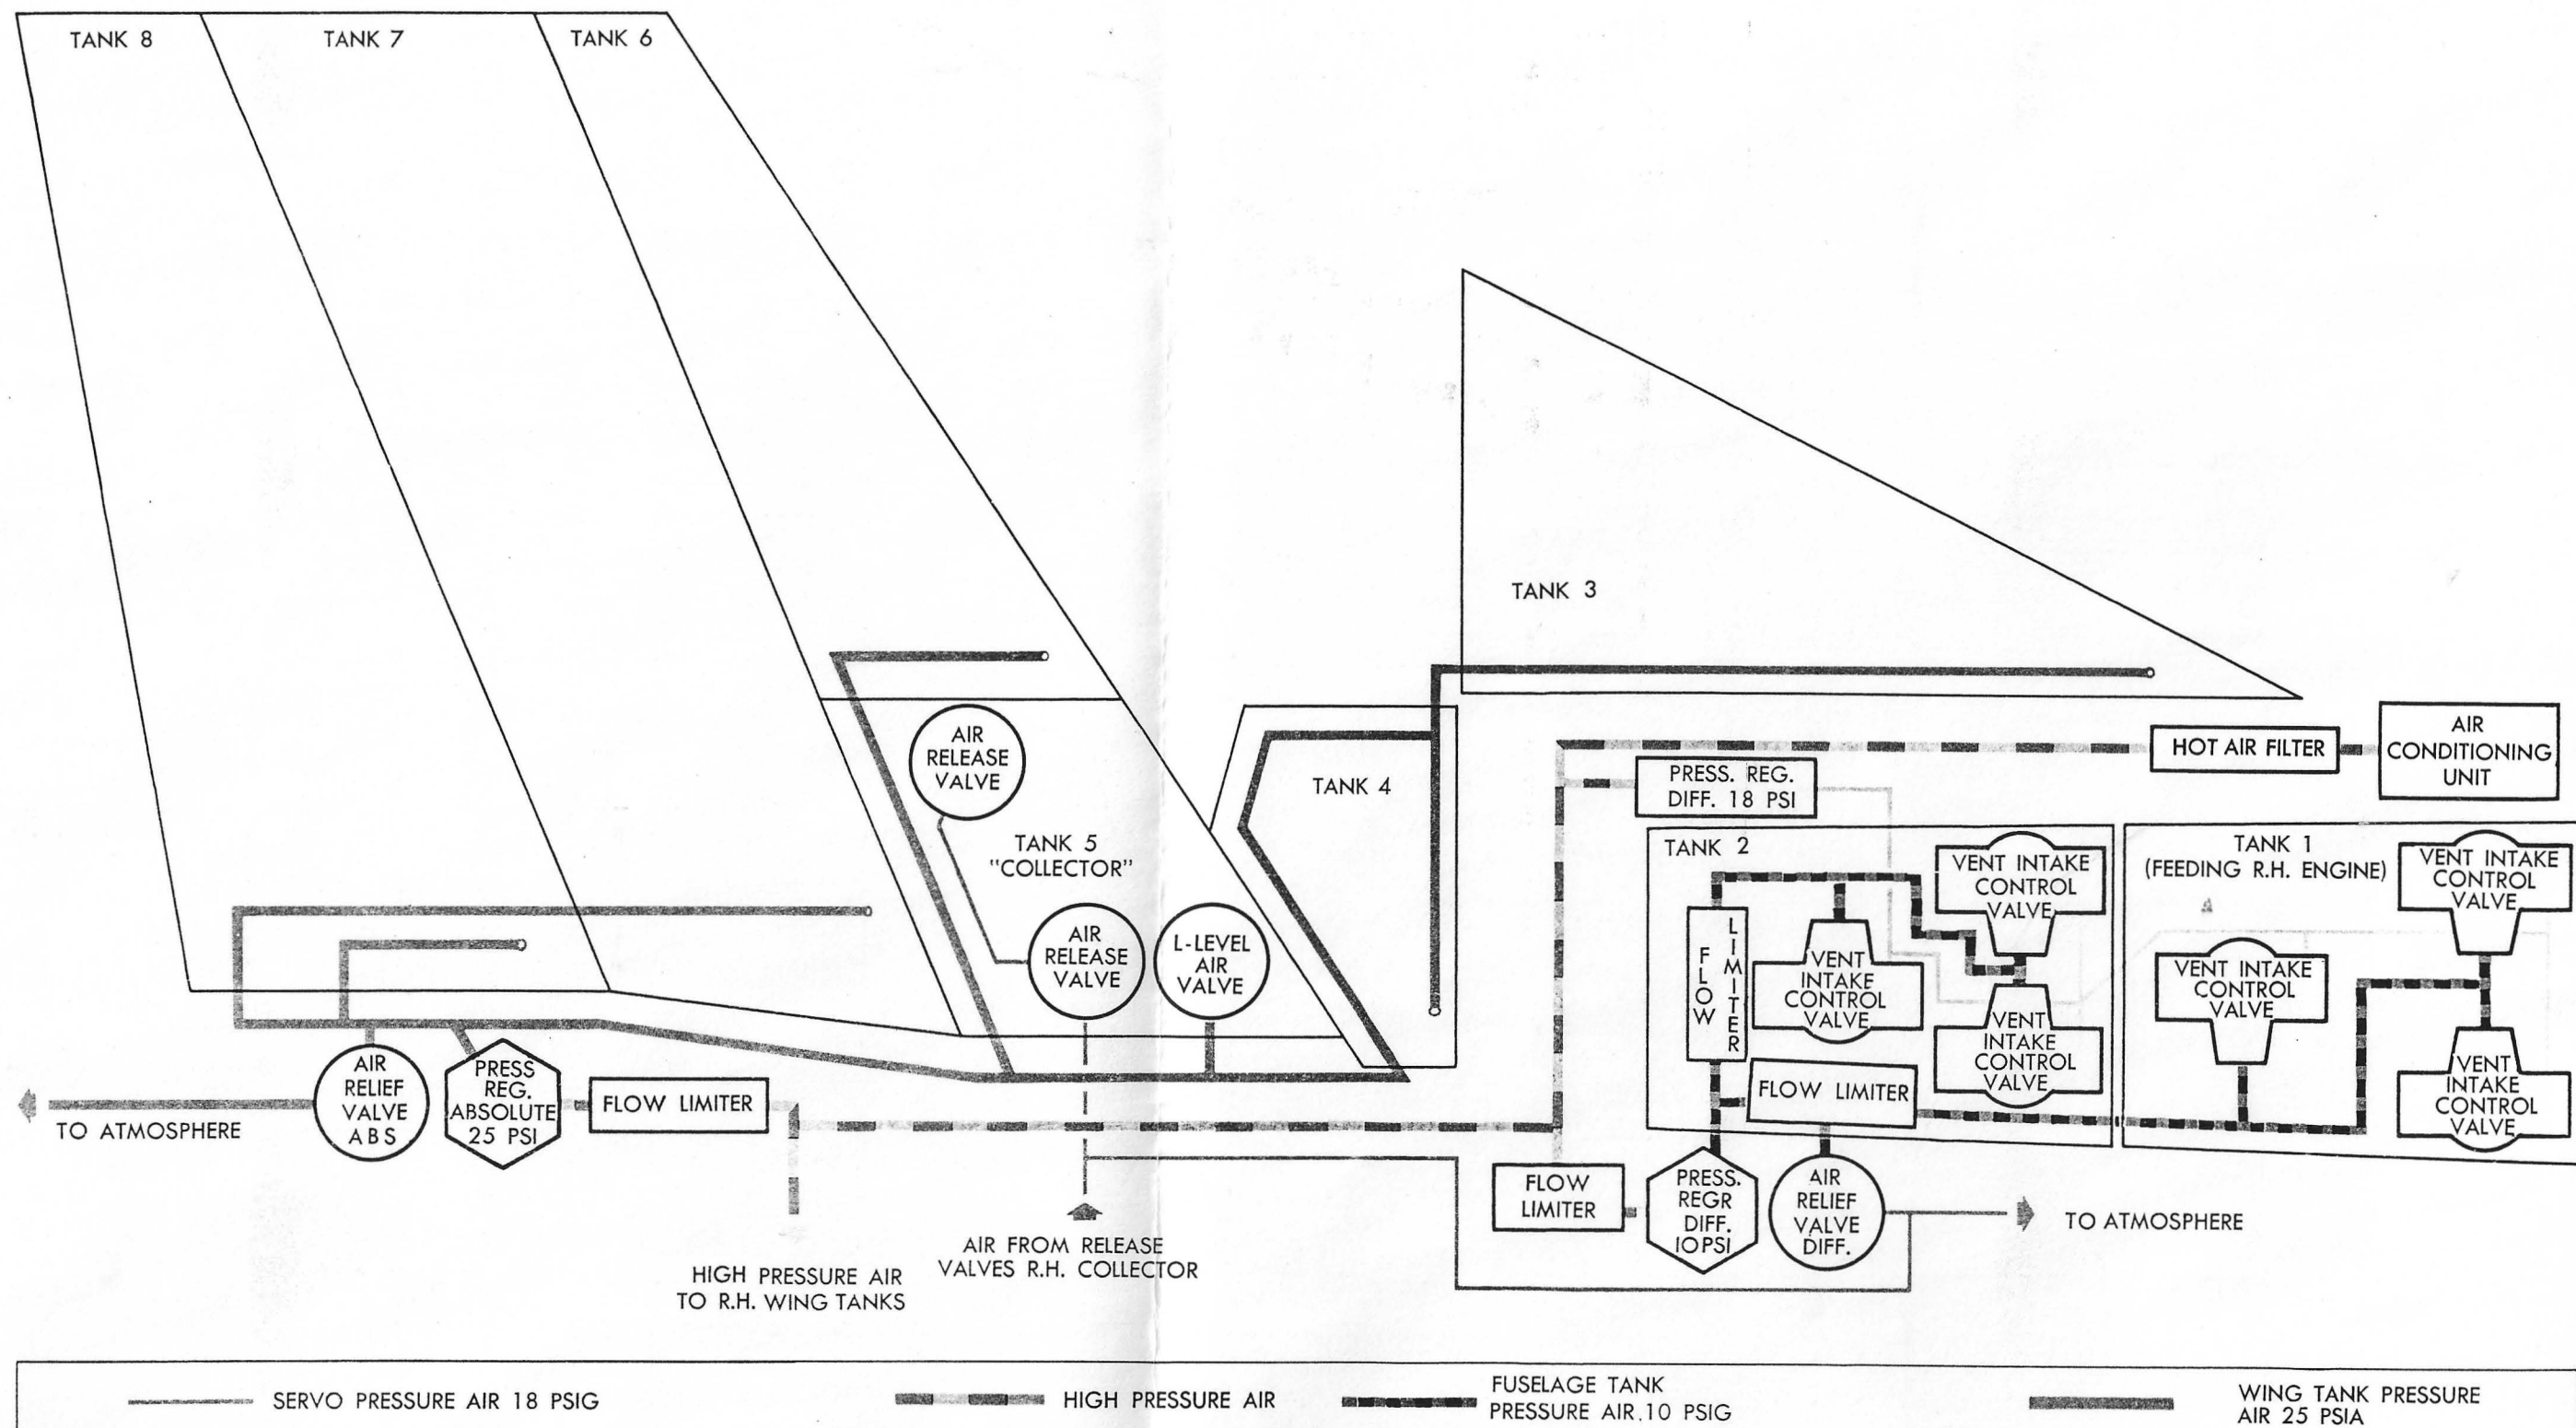 TANK 8
TANK 7
TANK 6
TANK 3
AIR
RELEASE
VALVE
TANK 5
"COLLECTOR"
AIR
RELEASE
VALVE
L-LEVEL
AIR
VALVE
TANK 4
AIR
CONDITIONING
UNIT
HOT AIR FILTER
PRESS. REG.
DIFF. 18 PSI
TANK 2
VENT INTAKE
CONTROL
VALVE
FLOW
LIMITER
VENT
INTAKE
CONTROL
VALVE
VENT
INTAKE
CONTROL
VALVE
FLOW LIMITER
TANK 1
(FEEDING R.H. ENGINE)
VENT INTAKE
CONTROL
VALVE
VENT INTAKE
CONTROL
VALVE
VENT
INTAKE
CONTROL
VALVE
TO ATMOSPHERE
AIR
RELIEF
VALVE
ABS
PRESS
REG.
ABSOLUTE
25 PSI
FLOW LIMITER
HIGH PRESSURE AIR
TO R.H. WING TANKS
AIR FROM RELEASE
VALVES R.H. COLLECTOR
FLOW
LIMITER
PRESS.
REGR
DIFF.
10PSI
AIR
RELIEF
VALVE
DIFF.
TO ATMOSPHERE
SERVO PRESSURE AIR 18 PSIG
HIGH PRESSURE AIR
FUSELAGE TANK
PRESSURE AIR.10 PSIG
WING TANK PRESSURE
AIR 25 PSIA